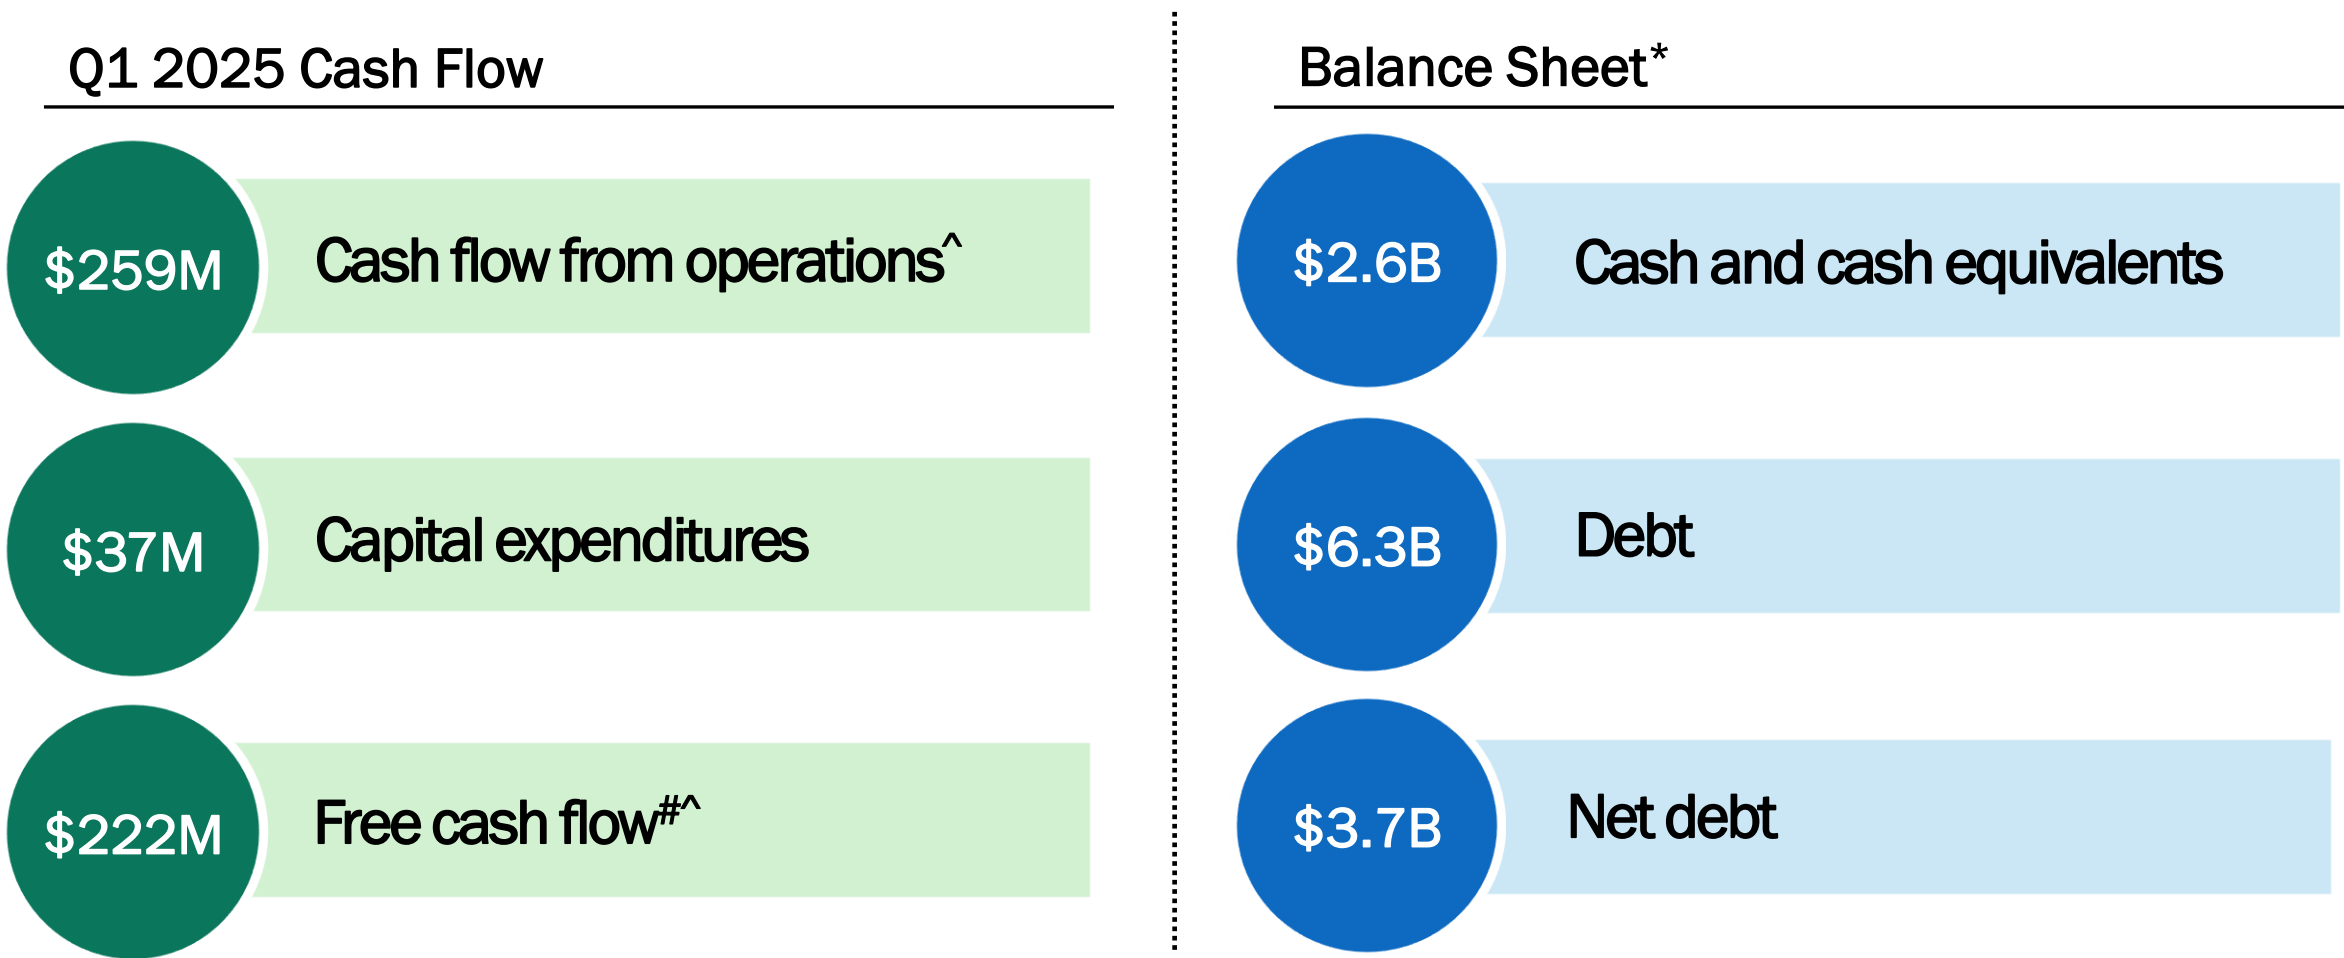 Q1 2025 Cash Flow
$259M
Cash flow from operations^
$37M
Capital expenditures
$222M
Free cash flow#^
Balance Sheet*
$2.6B
Cash and cash equivalents
$6.3B
Debt
$3.7B
Net debt